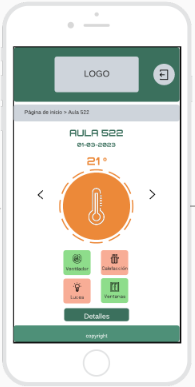 LOGO
Página de inicio > Aula 522
AULA 522
01-03-2023
21°
Ventilador
Calefacción
Luces
Ventanas
Detalles
copyright